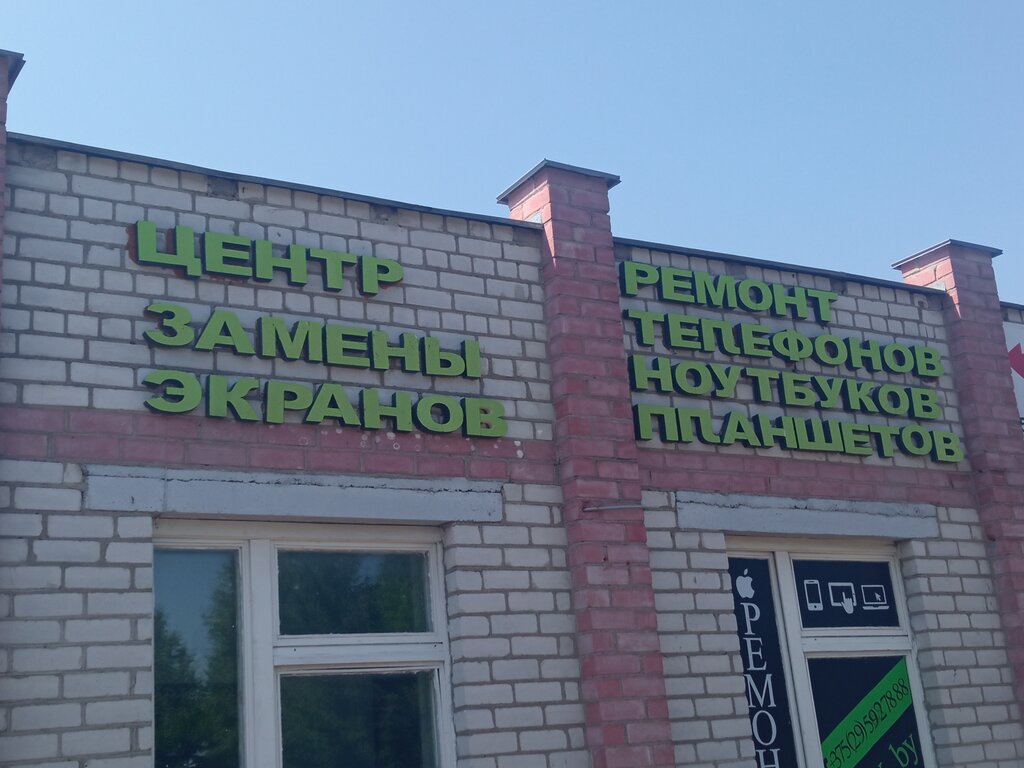 ЦЕНТР
ЗАМЕНЫ
ЭКРАНОВ
РЕМОНТ
ТЕЛЕФОНОВ
НОУТБУКОВ
ПЛАНШЕТОВ
РЕМОН
+375(29)5927888
by